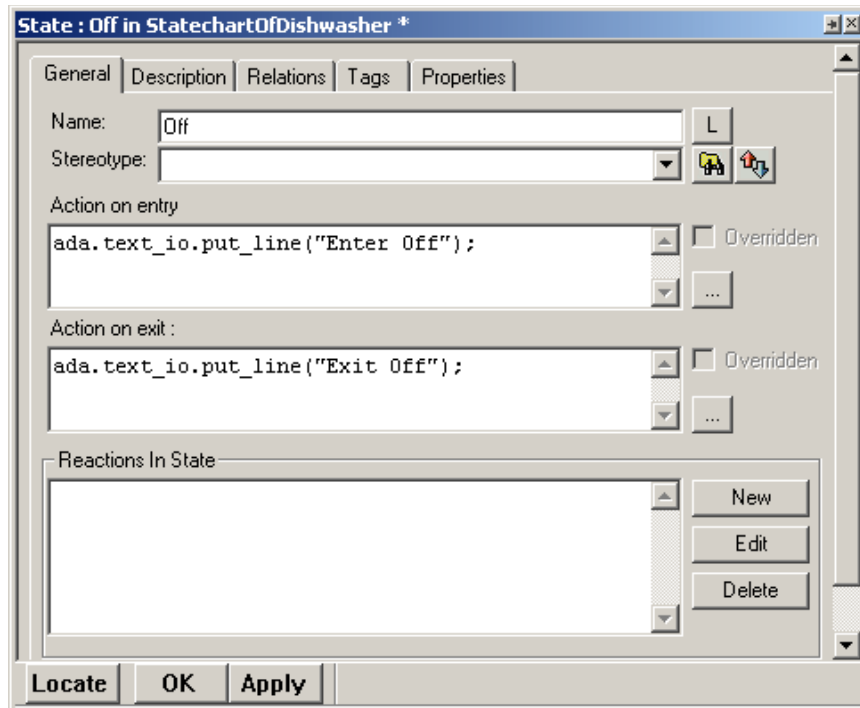 State : Off in StatechartOfDishwasher *
General Description Relations Tags Properties
Name: Off L
Stereotype:
Action on entry
ada.text_io.put_line("Enter Off"); Overridden
...
Action on exit :
ada.text_io.put_line("Exit Off"); Overridden
...
Reactions In State
New
Edit
Delete
Locate OK Apply